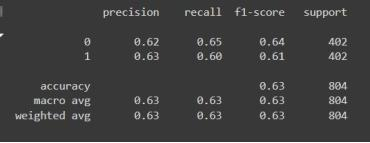 precision recall f1-score support
0 0.62 0.65 0.64 402
1 0.63 0.60 0.61 402
accuracy 0.63 804
macro avg 0.63 0.63 0.63 804
weighted avg 0.63 0.63 0.63 804